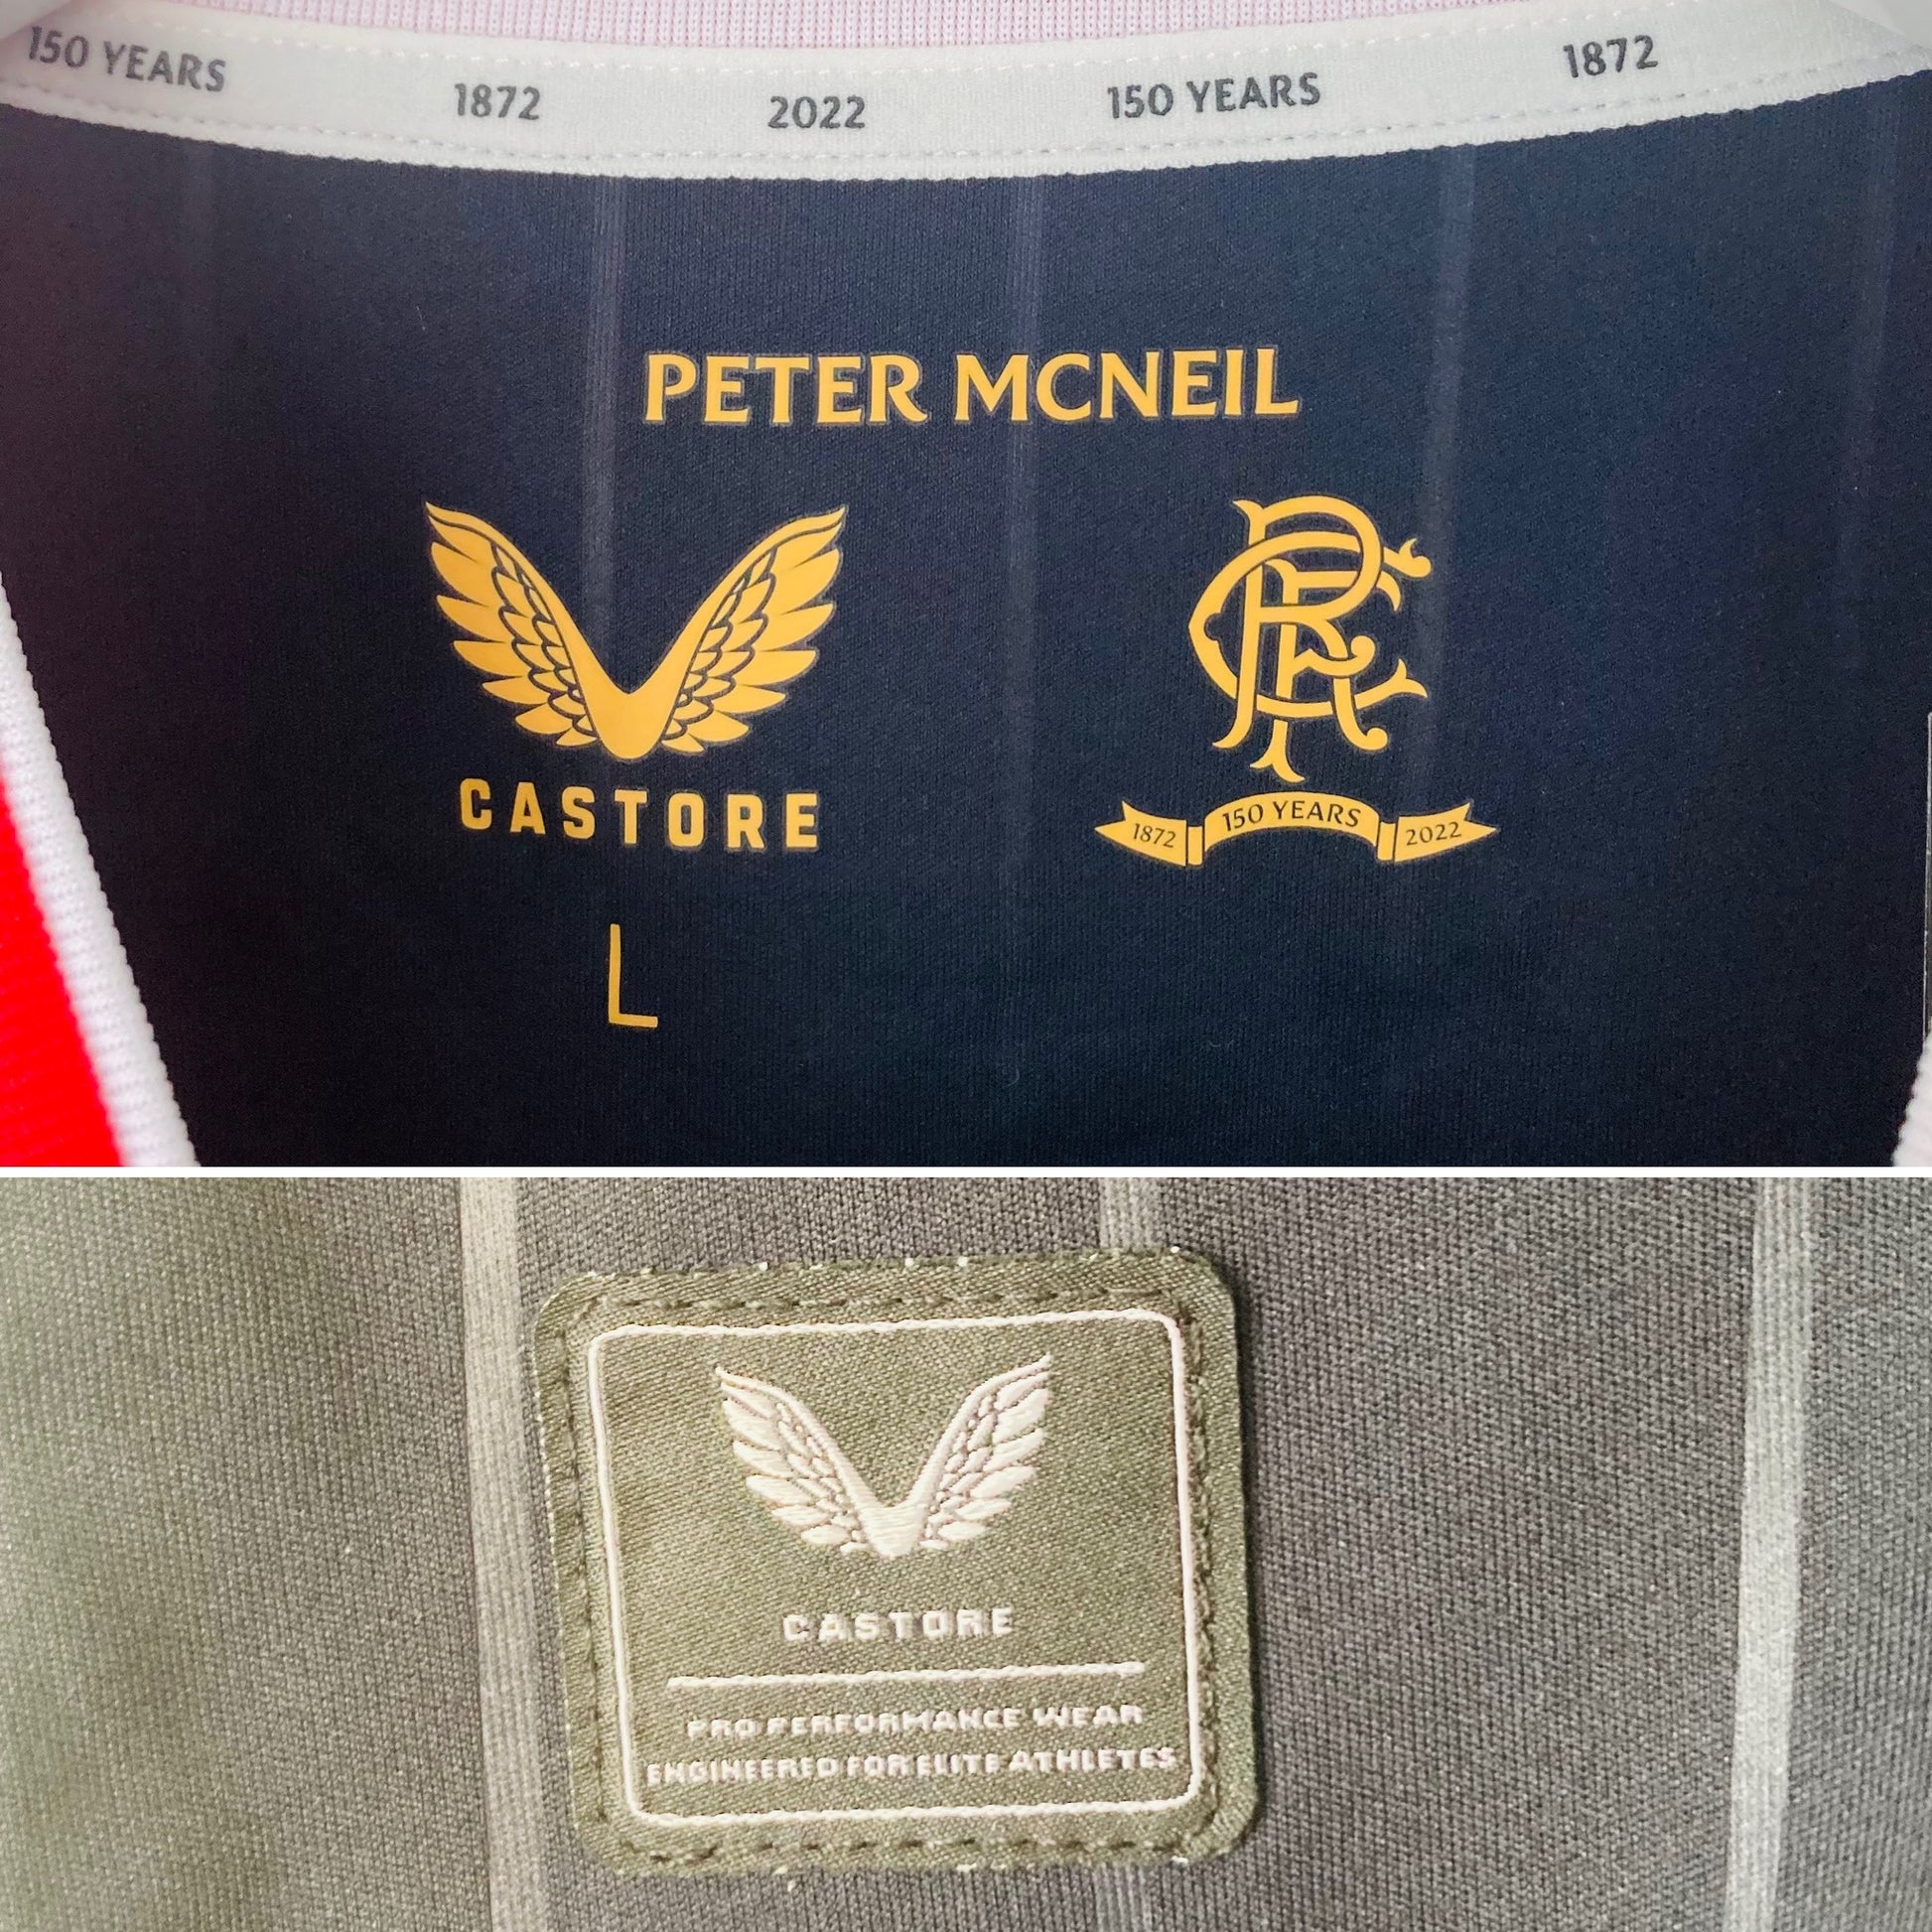 150 YEARS 1872 2022 150 YEARS 1872
PETER MCNEIL
CASTORE
RFC
1872 150 YEARS 2022
L
CASTORE
PRO PERFORMANCE WEAR
ENGINEERED FOR ELITE ATHLETES